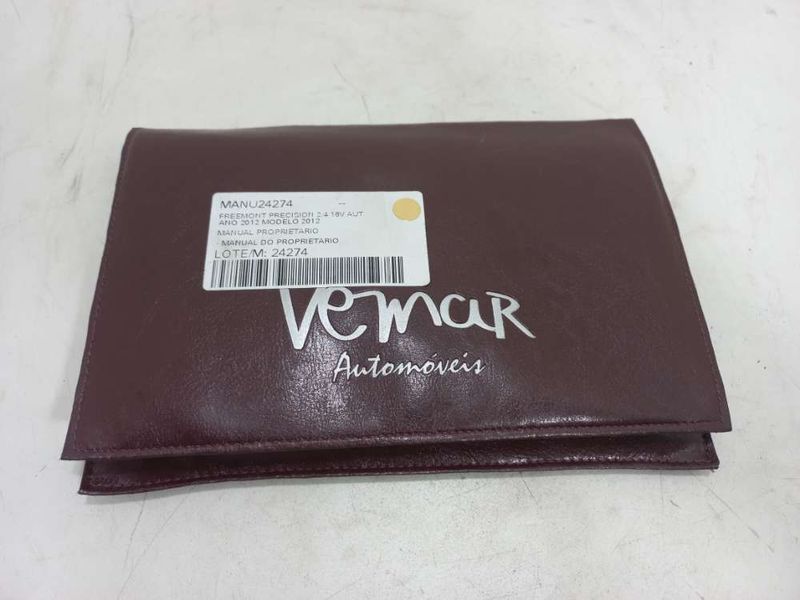 MANU24274 --
FREEMONT PRECISION 2.4 16V AUT
ANO 2012 MODELO 2012
MANUAL PROPRIETARIO
- MANUAL DO PROPRIETARIO
LOTE/M: 24274
Vemar
Automóveis